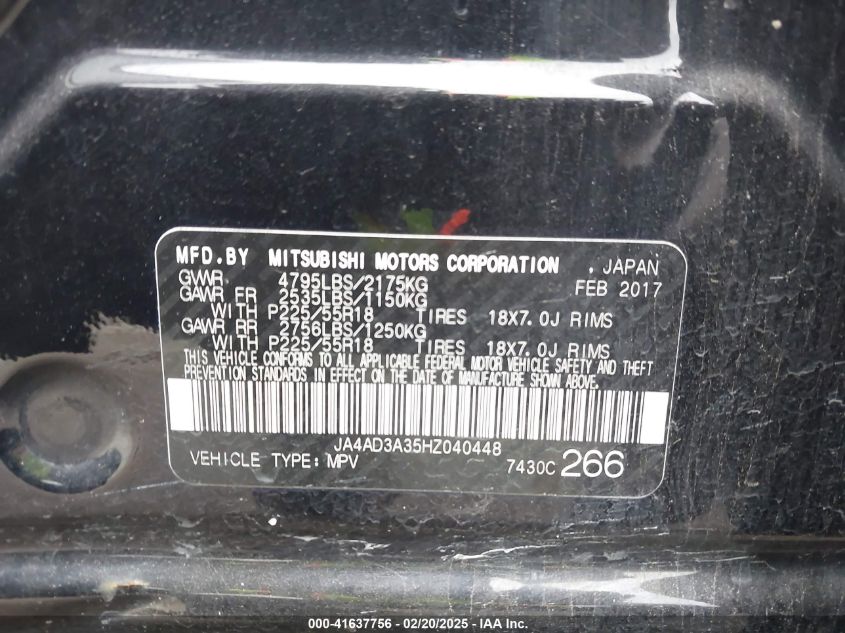 MFD.BY MITSUBISHI MOTORS CORPORATION , JAPAN
GVWR 4795LBS/2175KG FEB 2017
GAWR FR 2535LBS/1150KG
WITH P225/55R18 TIRES 18X7.0J RIMS
GAWR RR 2756LBS/1250KG
WITH P225/55R18 TIRES 18X7.0J RIMS
THIS VEHICLE CONFORMS TO ALL APPLICABLE FEDERAL MOTOR VEHICLE SAFETY AND THEFT
PREVENTION STANDARDS IN EFFECT ON THE DATE OF MANUFACTURE SHOWN ABOVE.
JA4AD3A35HZ040448
VEHICLE TYPE: MPV 7430C 266
000-41637756 - 02/20/2025 - IAA Inc.